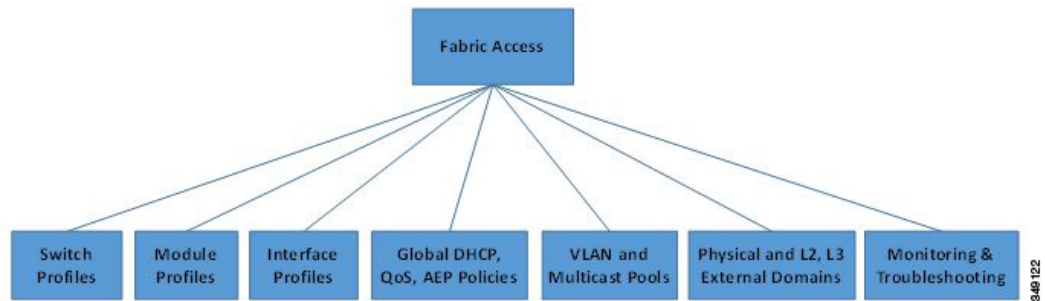 Fabric Access
Switch
Profiles
Module
Profiles
Interface
Profiles
Global DHCP,
QoS, AEP Policies
VLAN and
Multicast Pools
Physical and L2, L3
External Domains
Monitoring &
Troubleshooting
349122